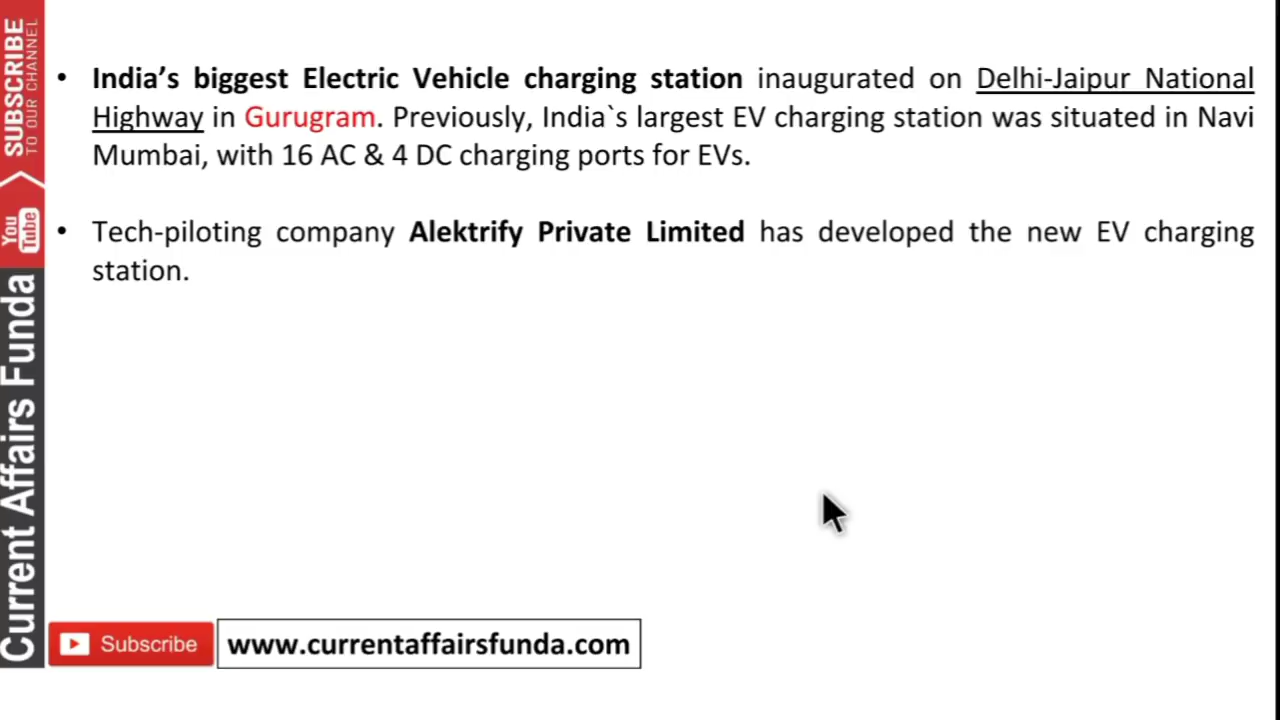 SUBSCRIBE
TO OUR CHANNEL
You Tube
Current Affairs Funda
• India’s biggest Electric Vehicle charging station inaugurated on Delhi-Jaipur National
Highway in Gurugram. Previously, India`s largest EV charging station was situated in Navi
Mumbai, with 16 AC & 4 DC charging ports for EVs.
• Tech-piloting company Alektrify Private Limited has developed the new EV charging
station.
Subscribe
www.currentaffairsfunda.com